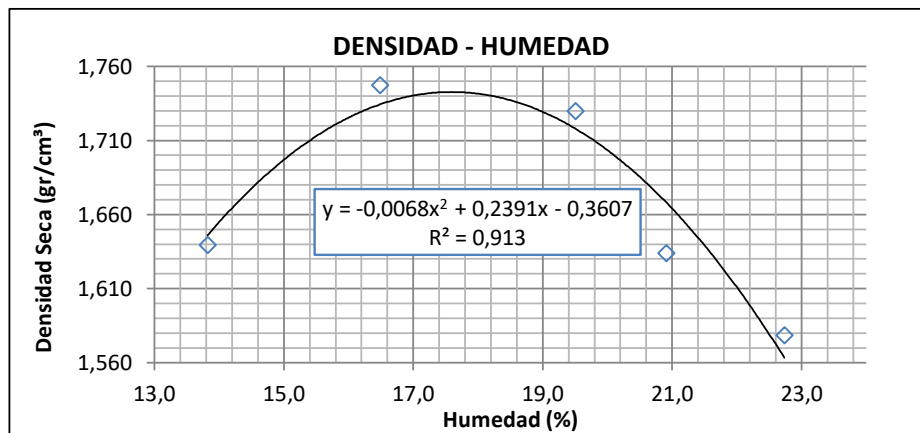 DENSIDAD - HUMEDAD
1,760
1,710
1,660
1,610
1,560
Densidad Seca (gr/cm³)
y = -0,0068x² + 0,2391x - 0,3607
R² = 0,913
13,0 15,0 17,0 19,0 21,0 23,0
Humedad (%)